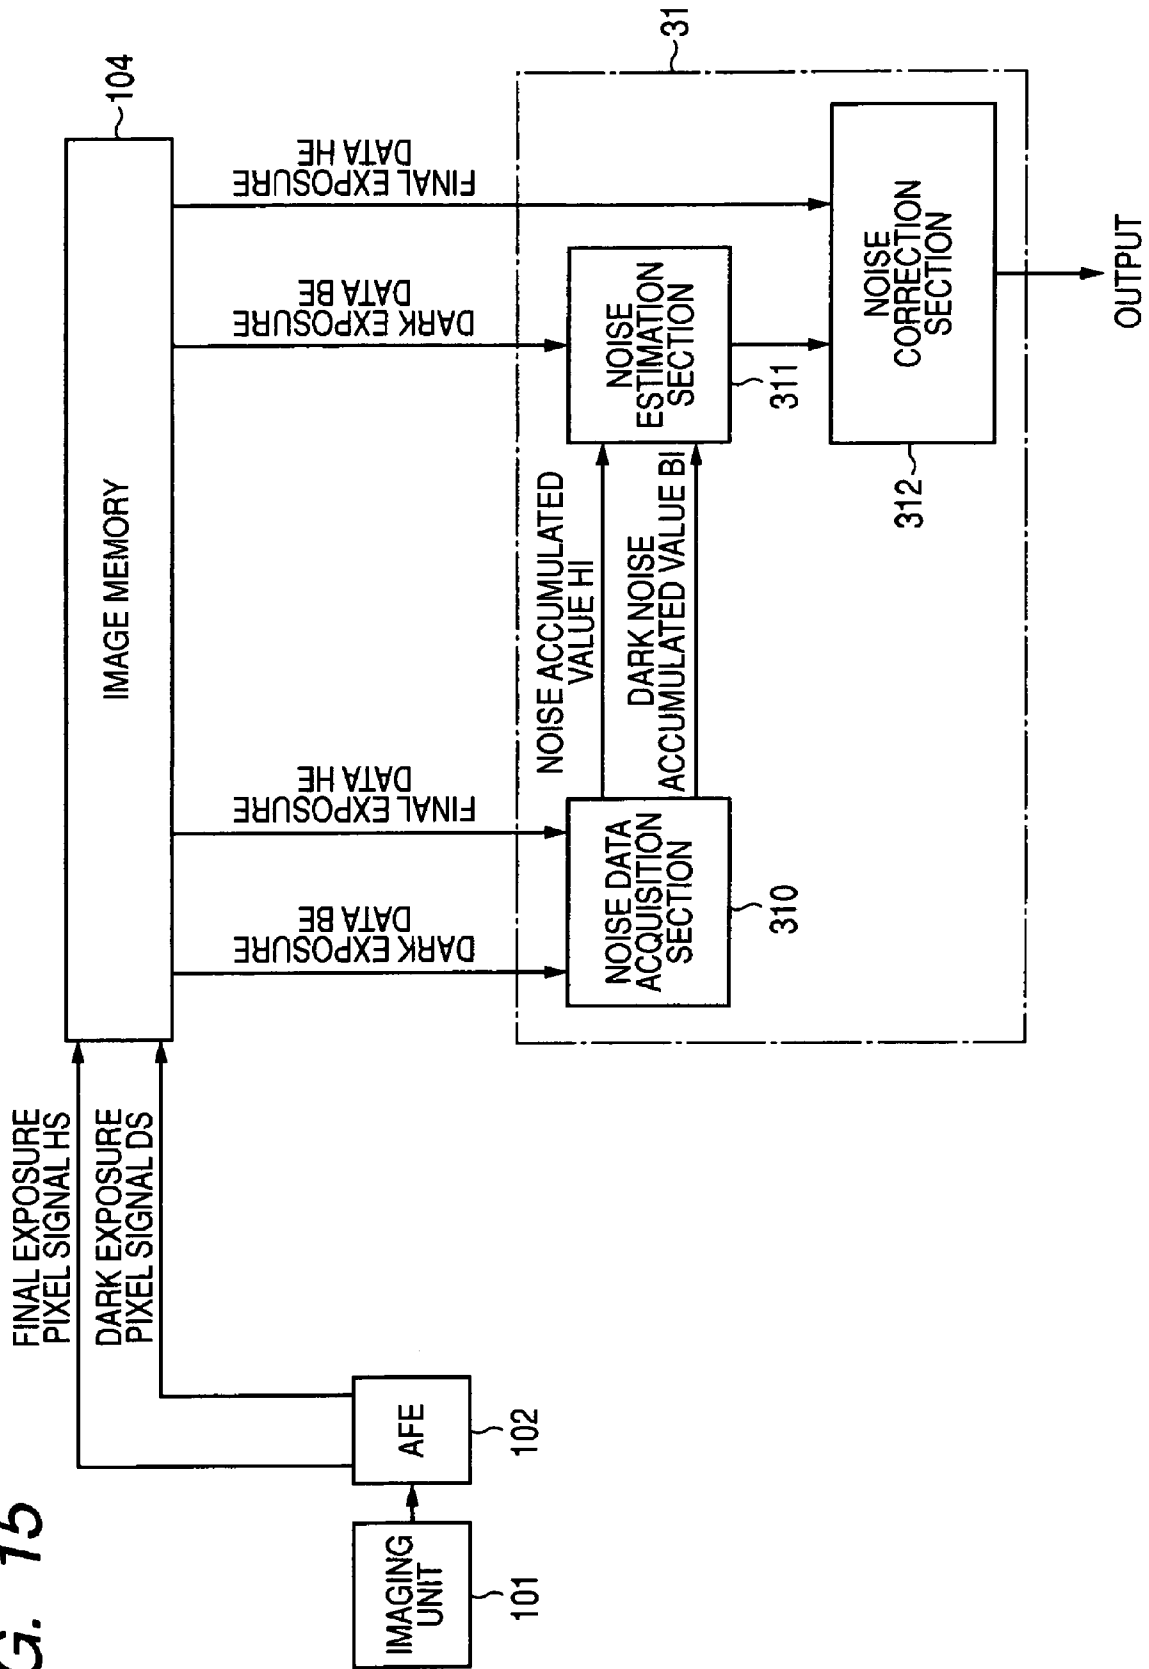 G. 15
FINAL EXPOSURE
PIXEL SIGNAL HS
DARK EXPOSURE
PIXEL SIGNAL DS
IMAGING
UNIT
101
AFE
102
IMAGE MEMORY
104
DARK EXPOSURE
DATA BE
FINAL EXPOSURE
DATA HE
DARK EXPOSURE
DATA BE
FINAL EXPOSURE
DATA HE
31
NOISE DATA
ACQUISITION
SECTION
310
NOISE ACCUMULATED
VALUE HI
DARK NOISE
ACCUMULATED VALUE BI
NOISE
ESTIMATION
SECTION
311
NOISE
CORRECTION
SECTION
312
OUTPUT